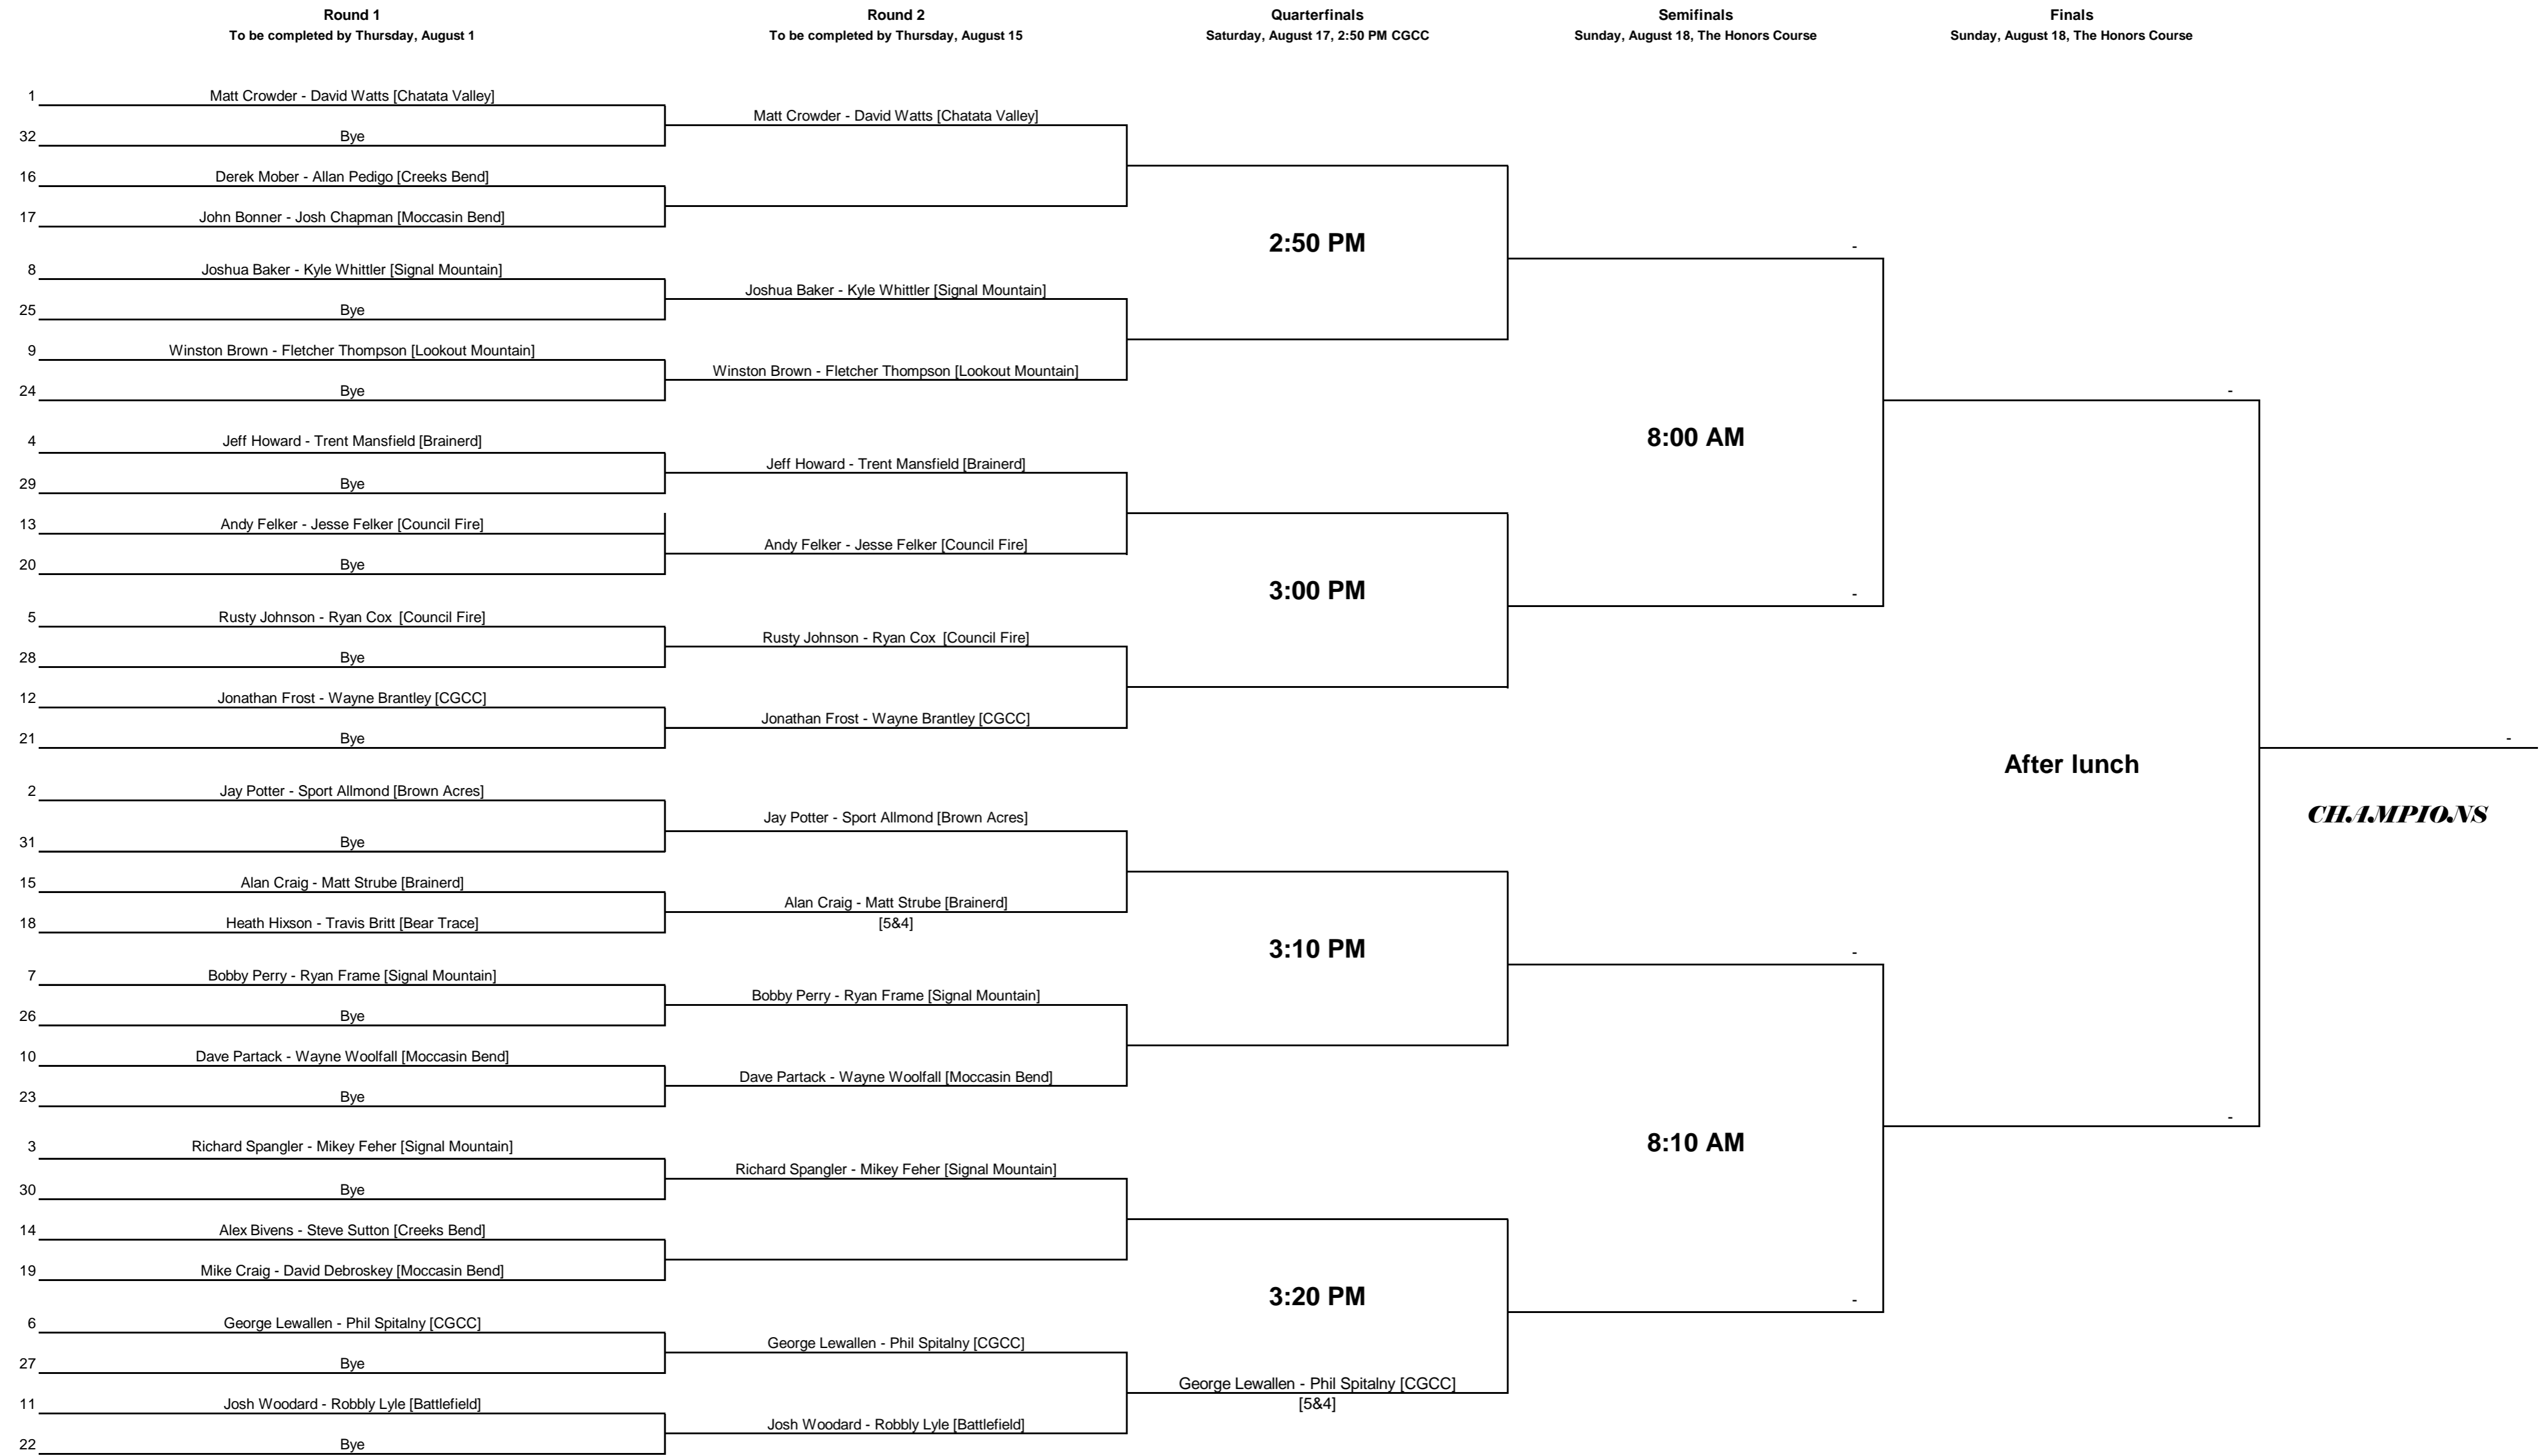 Round 1
To be completed by Thursday, August 1
Round 2
To be completed by Thursday, August 15
Quarterfinals
Saturday, August 17, 2:50 PM CGCC
Semifinals
Sunday, August 18, The Honors Course
Finals
Sunday, August 18, The Honors Course
1 Matt Crowder - David Watts [Chatata Valley]
32 Bye
16 Derek Mober - Allan Pedigo [Creeks Bend]
17 John Bonner - Josh Chapman [Moccasin Bend]
8 Joshua Baker - Kyle Whittler [Signal Mountain]
25 Bye
9 Winston Brown - Fletcher Thompson [Lookout Mountain]
24 Bye
4 Jeff Howard - Trent Mansfield [Brainerd]
29 Bye
13 Andy Felker - Jesse Felker [Council Fire]
20 Bye
5 Rusty Johnson - Ryan Cox [Council Fire]
28 Bye
12 Jonathan Frost - Wayne Brantley [CGCC]
21 Bye
2 Jay Potter - Sport Allmond [Brown Acres]
31 Bye
15 Alan Craig - Matt Strube [Brainerd]
18 Heath Hixson - Travis Britt [Bear Trace]
7 Bobby Perry - Ryan Frame [Signal Mountain]
26 Bye
10 Dave Partack - Wayne Woolfall [Moccasin Bend]
23 Bye
3 Richard Spangler - Mikey Feher [Signal Mountain]
30 Bye
14 Alex Bivens - Steve Sutton [Creeks Bend]
19 Mike Craig - David Debroskey [Moccasin Bend]
6 George Lewallen - Phil Spitalny [CGCC]
27 Bye
11 Josh Woodard - Robbly Lyle [Battlefield]
22 Bye
Matt Crowder - David Watts [Chatata Valley]
Joshua Baker - Kyle Whittler [Signal Mountain]
Winston Brown - Fletcher Thompson [Lookout Mountain]
Jeff Howard - Trent Mansfield [Brainerd]
Andy Felker - Jesse Felker [Council Fire]
Rusty Johnson - Ryan Cox [Council Fire]
Jonathan Frost - Wayne Brantley [CGCC]
Jay Potter - Sport Allmond [Brown Acres]
Alan Craig - Matt Strube [Brainerd]
[5&4]
Bobby Perry - Ryan Frame [Signal Mountain]
Dave Partack - Wayne Woolfall [Moccasin Bend]
Richard Spangler - Mikey Feher [Signal Mountain]
George Lewallen - Phil Spitalny [CGCC]
Josh Woodard - Robbly Lyle [Battlefield]
2:50 PM
3:00 PM
3:10 PM
3:20 PM
George Lewallen - Phil Spitalny [CGCC]
[5&4]
-
8:00 AM
-
-
8:10 AM
-
-
After lunch
-
-
CHAMPIONS